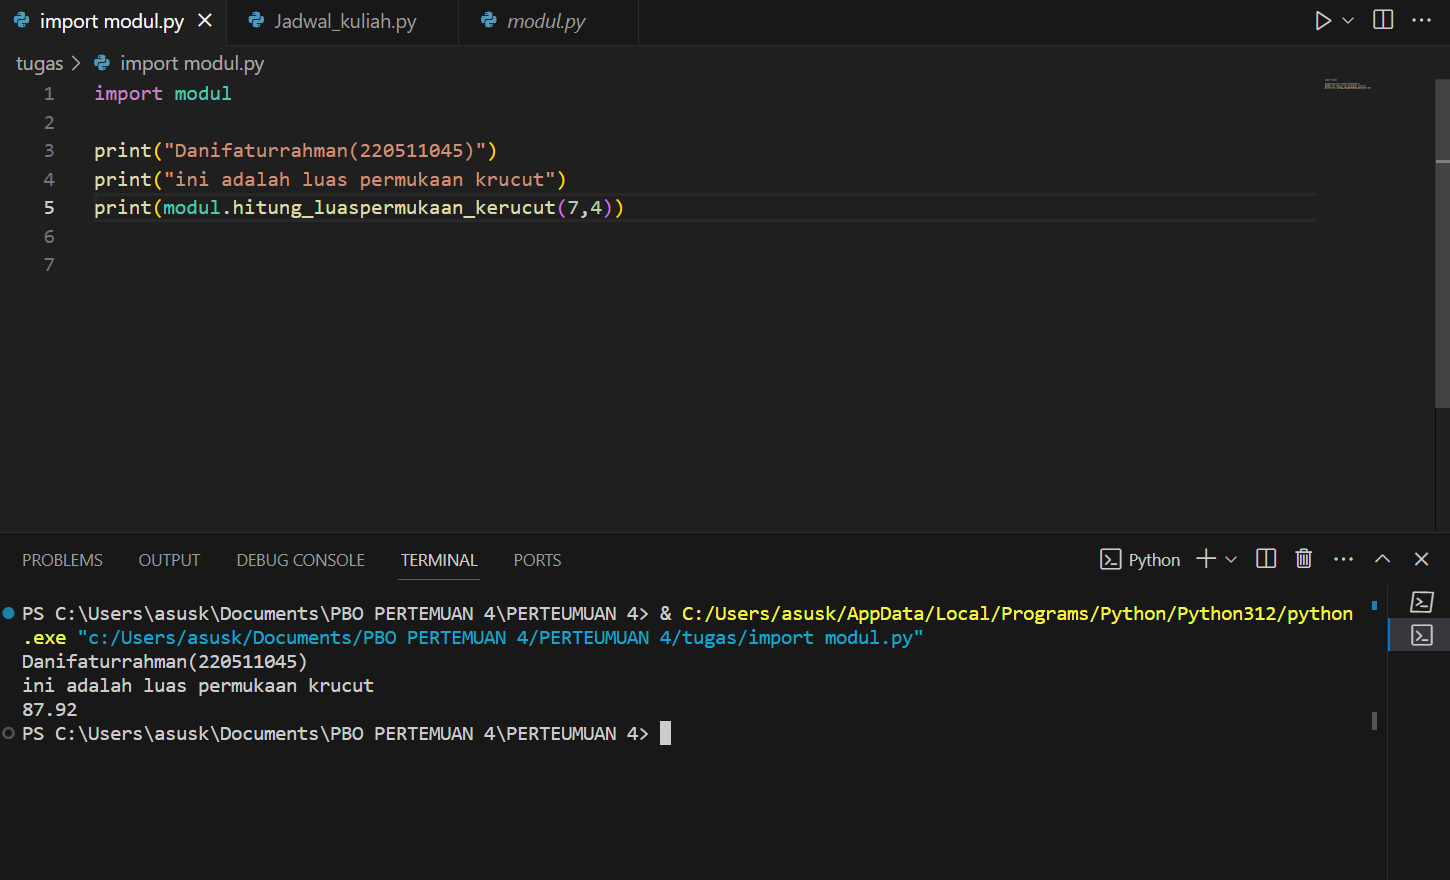 import modul.py
Jadwal_kuliah.py
modul.py
tugas > import modul.py
1 import modul
2
3 print("Danifaturrahman(220511045)")
4 print("ini adalah luas permukaan krucut")
5 print(modul.hitung_luaspermukaan_kerucut(7,4))
6
7
PROBLEMS OUTPUT DEBUG CONSOLE TERMINAL PORTS
Python
PS C:\Users\asusk\Documents\PBO PERTEMUAN 4\PERTEUMUAN 4> & C:/Users/asusk/AppData/Local/Programs/Python/Python312/python
.exe "c:/Users/asusk/Documents/PBO PERTEMUAN 4/PERTEUMUAN 4/tugas/import modul.py"
Danifaturrahman(220511045)
ini adalah luas permukaan krucut
87.92
PS C:\Users\asusk\Documents\PBO PERTEMUAN 4\PERTEUMUAN 4>